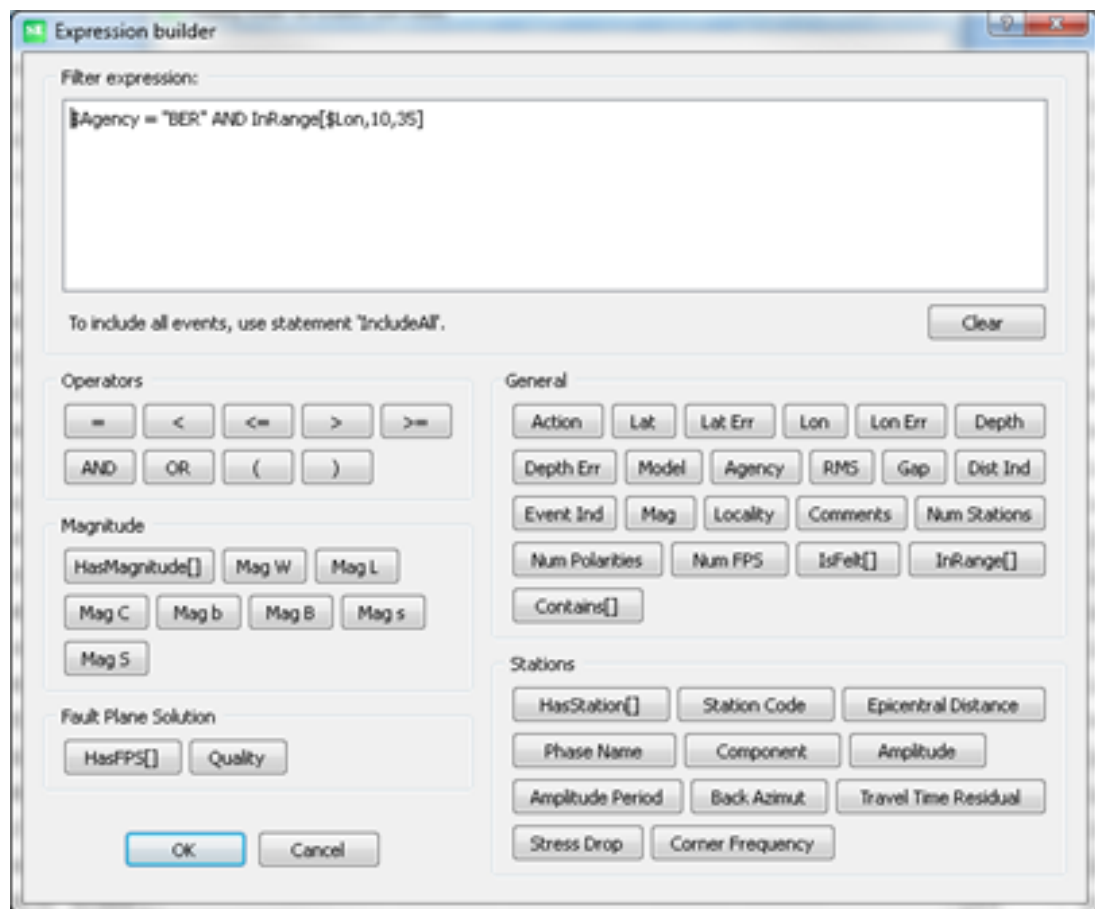 Expression builder
Filter expression:
$Agency = "BER" AND InRange[$Lon,10,35]
To include all events, use statement 'IncludeAll'.
Clear
Operators
= < <= > >=
AND OR ( )
Magnitude
HasMagnitude[] Mag W Mag L
Mag C Mag b Mag B Mag s
Mag S
Fault Plane Solution
HasFPS[] Quality
OK Cancel
General
Action Lat Lat Err Lon Lon Err Depth
Depth Err Model Agency RMS Gap Dist Ind
Event Ind Mag Locality Comments Num Stations
Num Polarities Num FPS IsFelt[] InRange[]
Contains[]
Stations
HasStation[] Station Code Epicentral Distance
Phase Name Component Amplitude
Amplitude Period Back Azimut Travel Time Residual
Stress Drop Corner Frequency